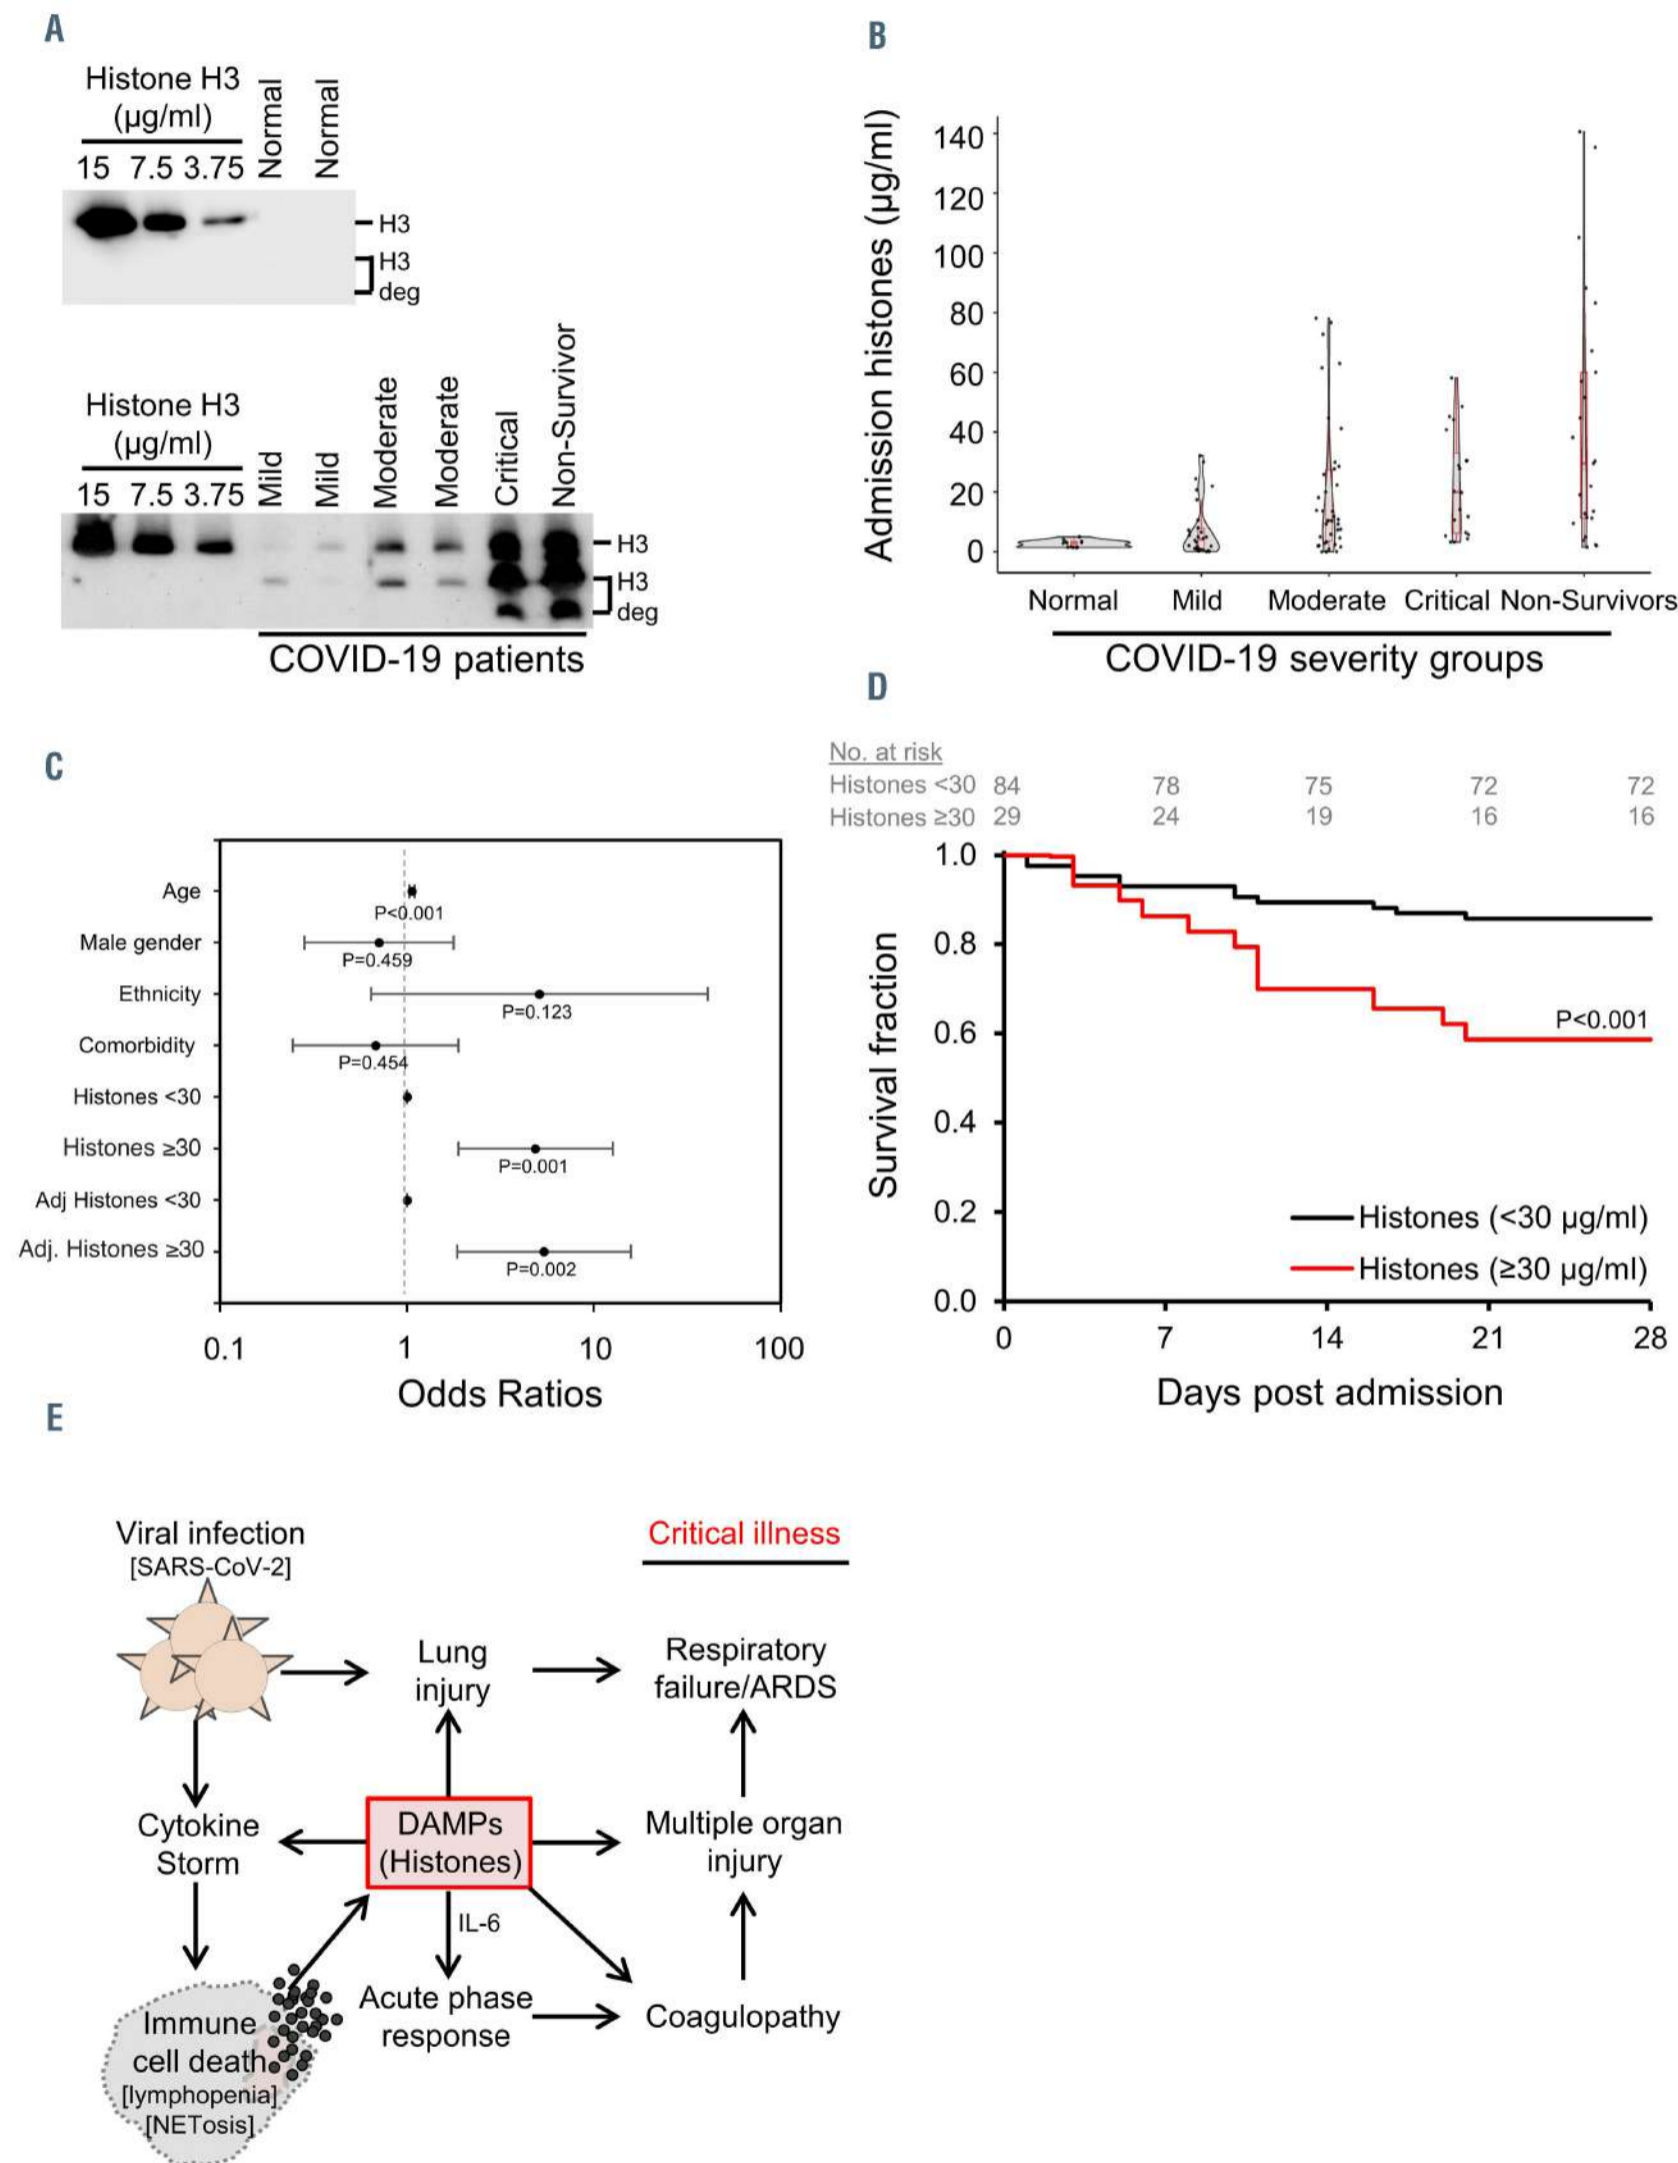 A
Histone H3
(µg/ml)
15 7.5 3.75
Normal
Normal
H3
H3
deg
Histone H3
(µg/ml)
15 7.5 3.75
Mild
Mild
Moderate
Moderate
Critical
Non-Survivor
H3
H3
deg
COVID-19 patients
B
Admission histones (µg/ml)
140
120
100
80
60
40
20
0
Normal Mild Moderate Critical Non-Survivors
COVID-19 severity groups
C
Age
P<0.001
Male gender
P=0.459
Ethnicity
P=0.123
Comorbidity
P=0.454
Histones <30
Histones ≥30
P=0.001
Adj Histones <30
Adj. Histones ≥30
P=0.002
0.1 1 10 100
Odds Ratios
D
No. at risk
Histones <30 84 78 75 72 72
Histones ≥30 29 24 19 16 16
Survival fraction
1.0
0.8
0.6
0.4
0.2
0.0
P<0.001
Histones (<30 µg/ml)
Histones (≥30 µg/ml)
0 7 14 21 28
Days post admission
E
Viral infection
[SARS-CoV-2]
Critical illness
Lung
injury
Respiratory
failure/ARDS
Cytokine
Storm
DAMPs
(Histones)
Multiple organ
injury
IL-6
Immune
cell death
[lymphopenia]
[NETosis]
Acute phase
response
Coagulopathy